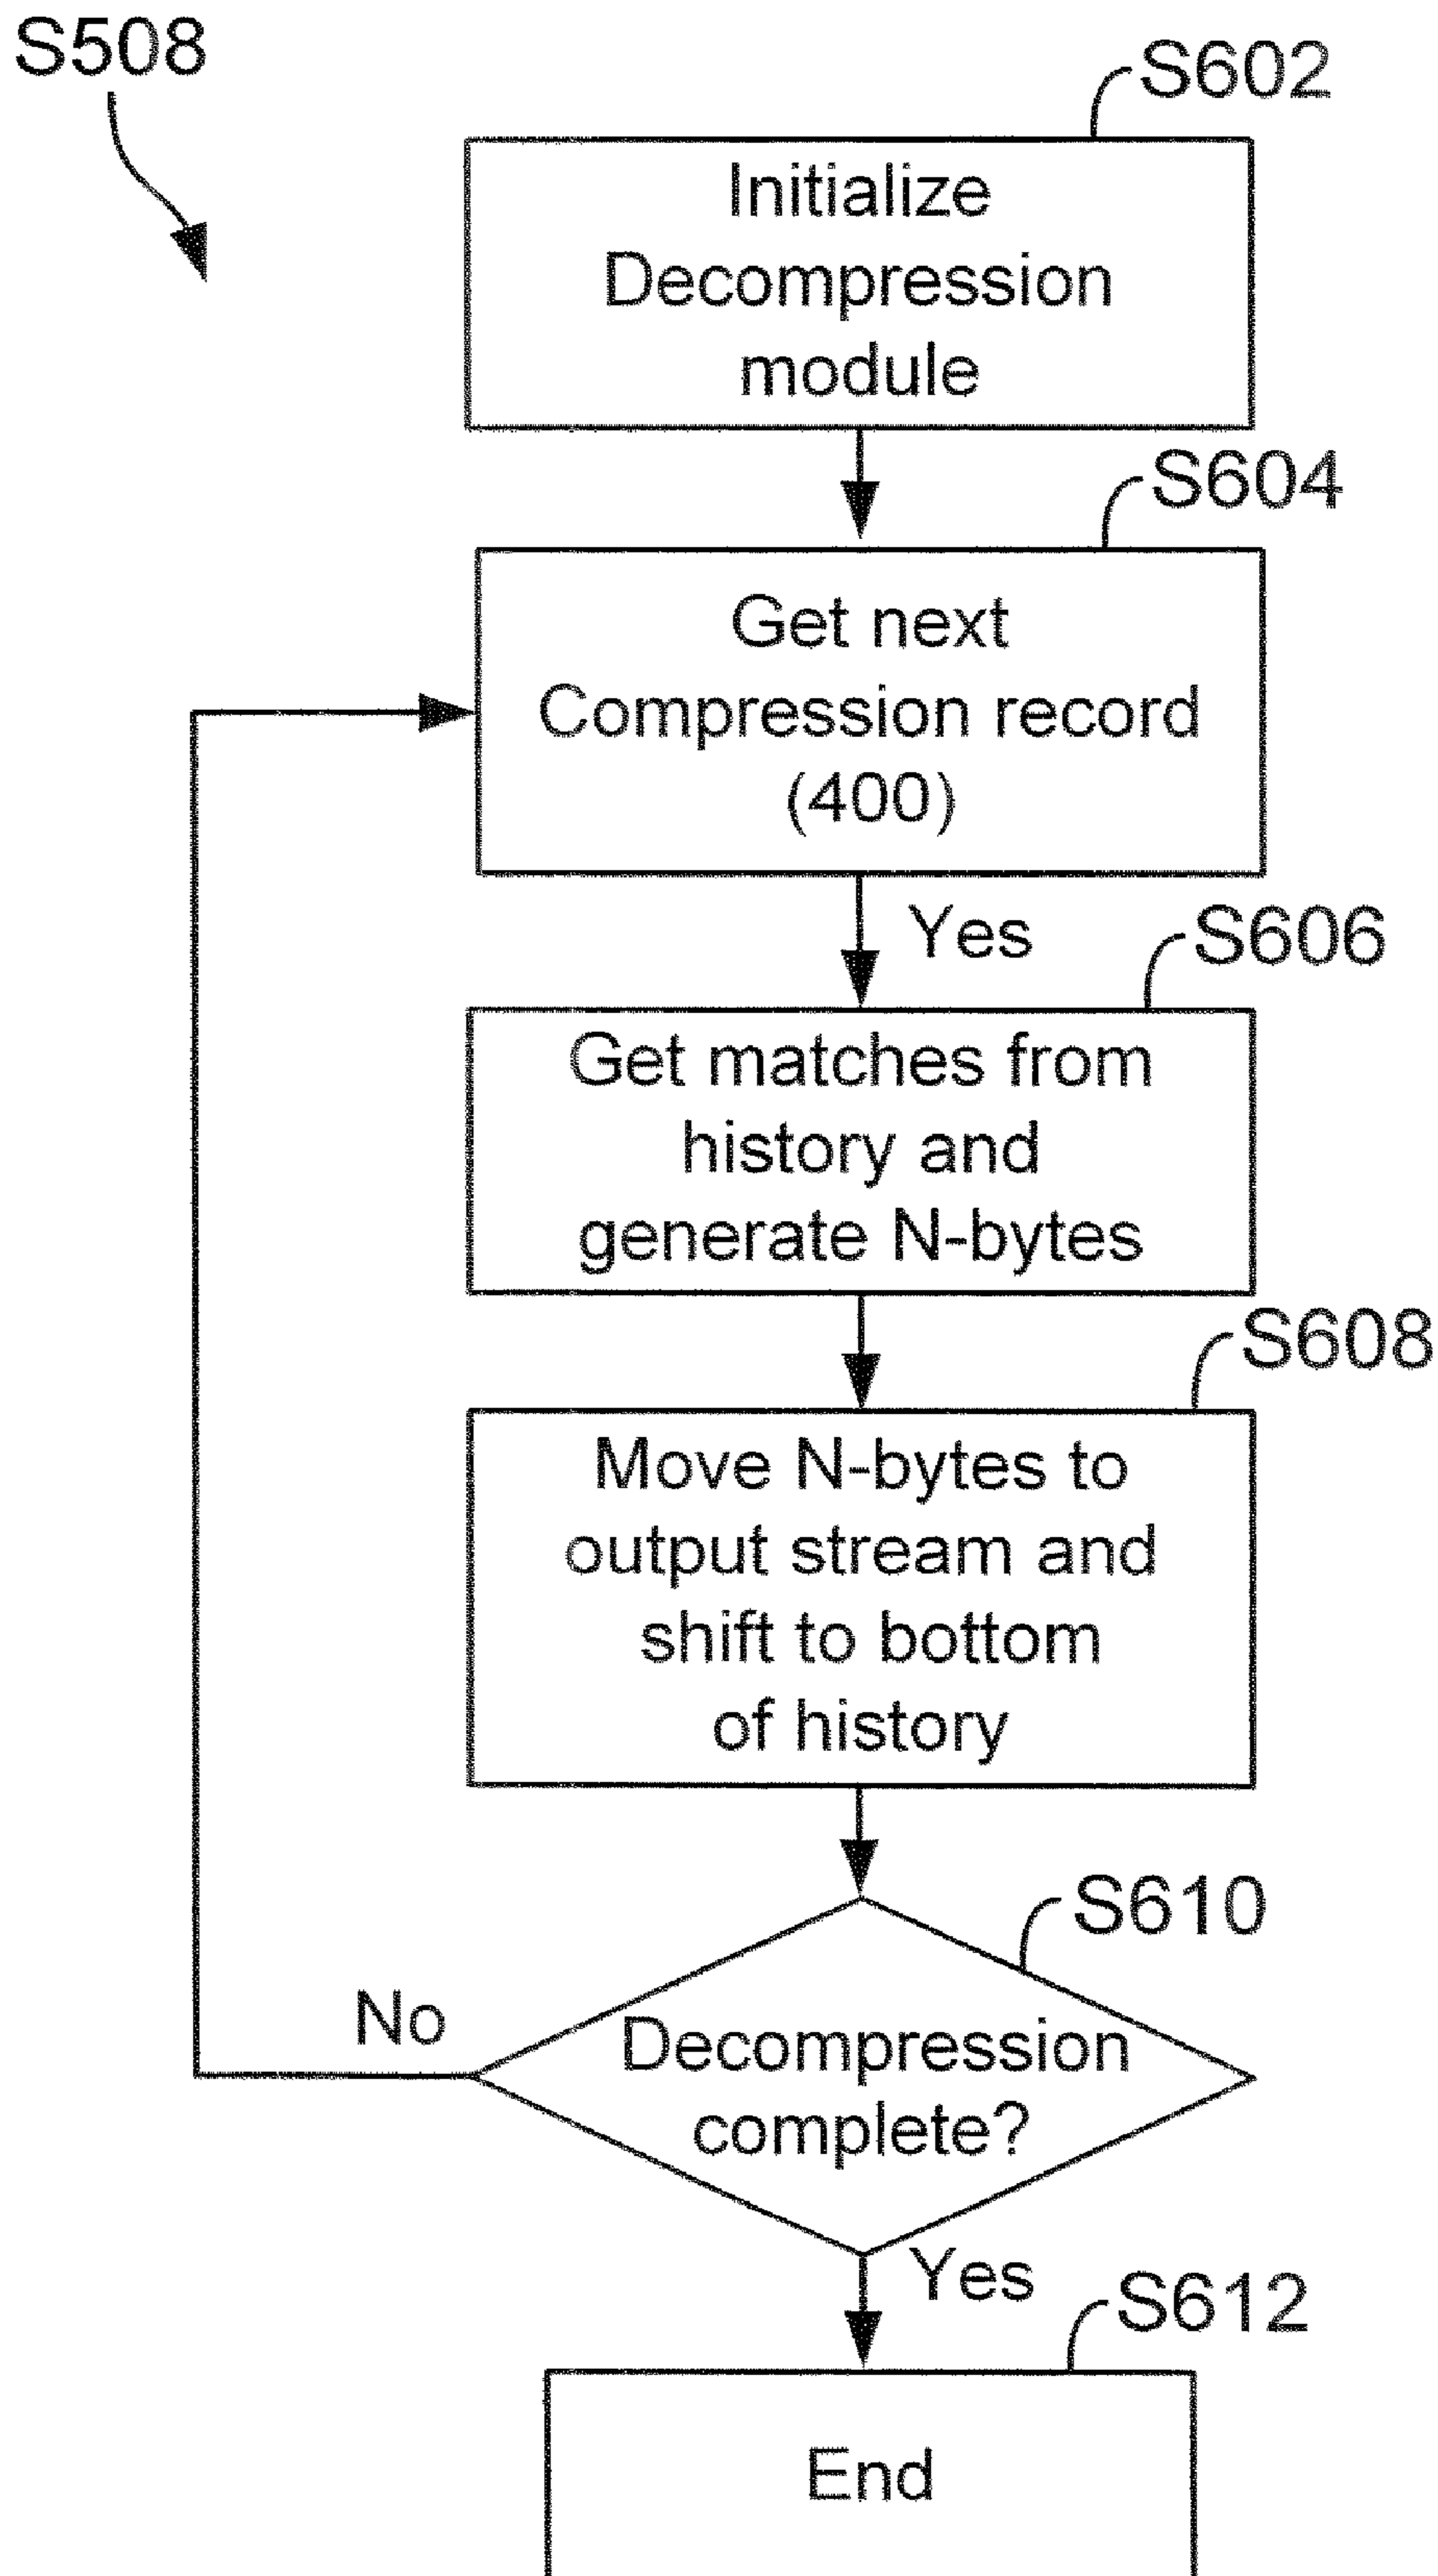 S508
S602
Initialize
Decompression
module
S604
Get next
Compression record
(400)
Yes
S606
Get matches from
history and
generate N-bytes
S608
Move N-bytes to
output stream and
shift to bottom
of history
S610
No
Decompression
complete?
Yes
S612
End